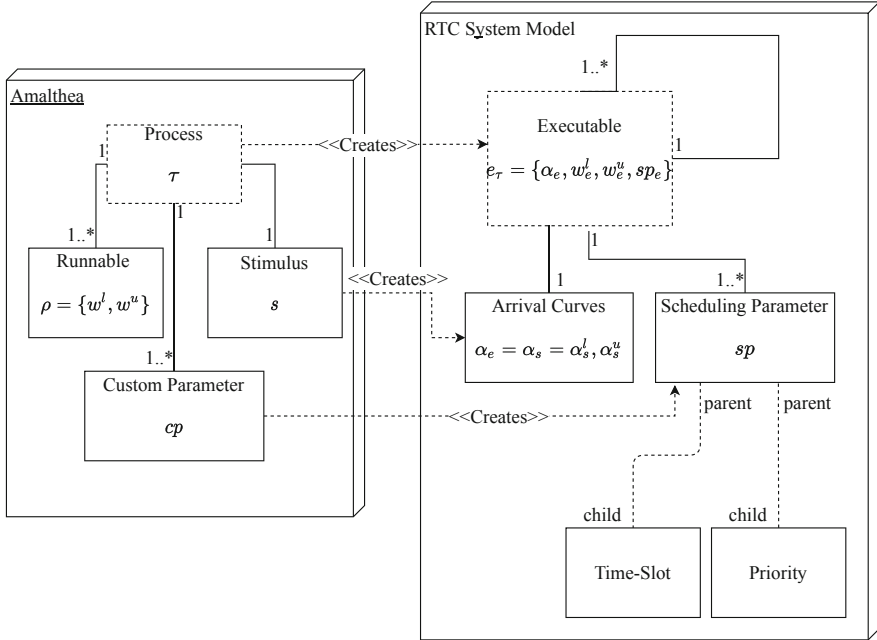 RTC System Model
1..*
Amalthea
Executable
Process
1
<<Creates>>
1
τ
e_τ = {α_e, w_e^l, w_e^u, sp_e}
1
1..*
1
1
1
1
1..*
Runnable
Stimulus
<<Creates>>
Arrival Curves
Scheduling Parameter
ρ = {w^l, w^u}
s
α_e = α_s = α_s^l, α_s^u
sp
1..*
Custom Parameter
parent
parent
cp
<<Creates>>
child
child
Time-Slot
Priority